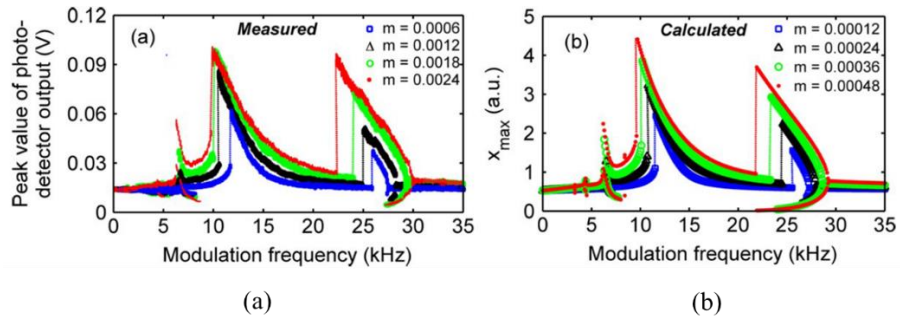 (a)
Measured
m = 0.0006
m = 0.0012
m = 0.0018
m = 0.0024
Peak value of photo-
detector output (V)
0.12
0.09
0.06
0.03
0
0 5 10 15 20 25 30 35
Modulation frequency (kHz)
(a)
(b)
Calculated
m = 0.00012
m = 0.00024
m = 0.00036
m = 0.00048
xmax (a.u.)
5
4
3
2
1
0
0 5 10 15 20 25 30 35
Modulation frequency (kHz)
(b)